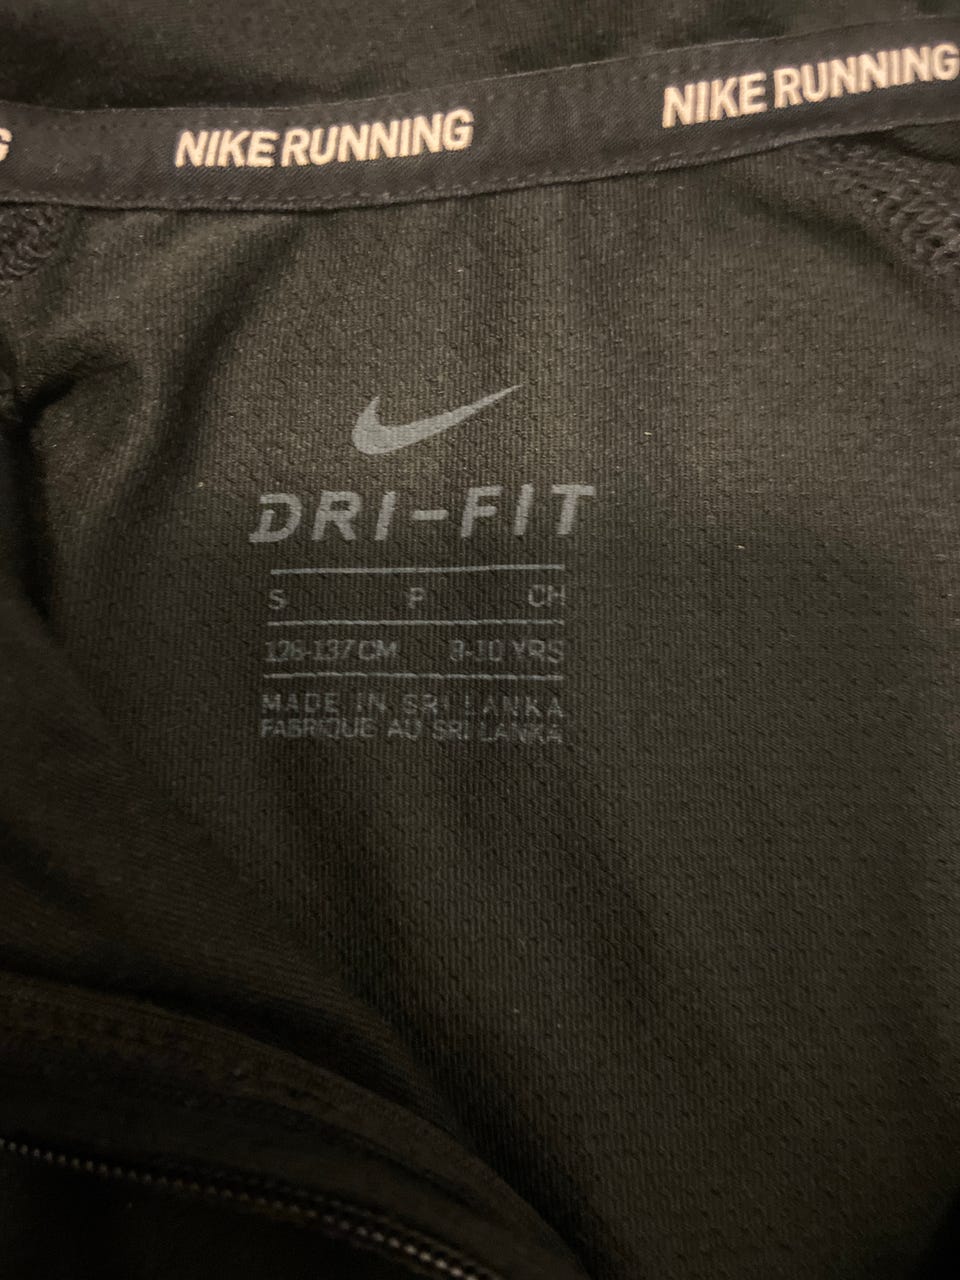 NIKE RUNNING NIKE RUNNING
DRI-FIT
S P CH
128-137 CM 8-10 YRS
MADE IN SRI LANKA
FABRIQUE AU SRI LANKA